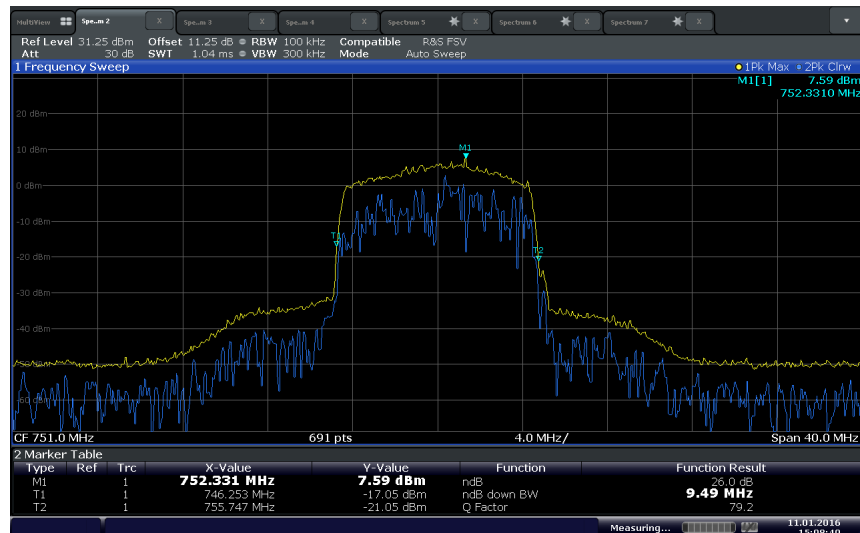 MultiView Spe...m 2 X Spe...m 3 X Spe...m 4 X Spectrum 5 X Spectrum 6 X Spectrum 7 X
Ref Level 31.25 dBm Offset 11.25 dB RBW 100 kHz Compatible R&S FSV
Att 30 dB SWT 1.04 ms VBW 300 kHz Mode Auto Sweep
1 Frequency Sweep 1Pk Max 2Pk Clrw
M1[1] 7.59 dBm
752.3310 MHz
20 dBm
10 dBm
M1
0 dBm
-10 dBm
T1
T2
-20 dBm
-30 dBm
-40 dBm
CF 751.0 MHz 691 pts 4.0 MHz/ Span 40.0 MHz
2 Marker Table
Type Ref Trc X-Value Y-Value Function Function Result
M1 1 752.331 MHz 7.59 dBm ndB 26.0 dB
T1 1 746.253 MHz -17.05 dBm ndB down BW 9.49 MHz
T2 1 755.747 MHz -21.05 dBm Q Factor 79.2
Measuring... 11.01.2016